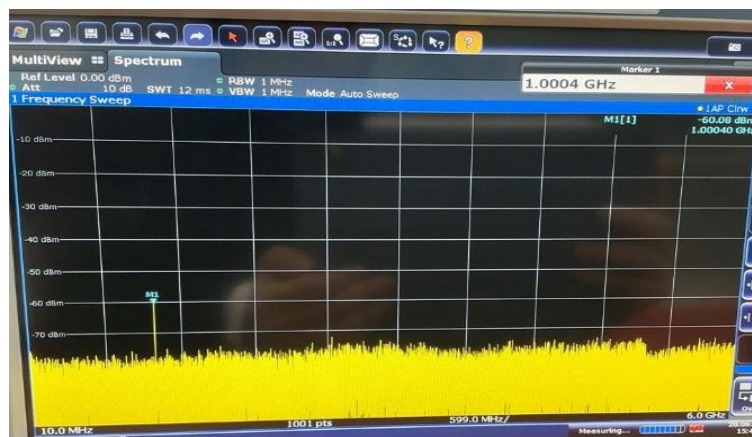 MultiView Spectrum
Marker 1
Ref Level 0.00 dBm RBW 1 MHz
1.0004 GHz X
Att 10 dB SWT 12 ms VBW 1 MHz Mode Auto Sweep
1 Frequency Sweep 1AP Clrw
M1[1] -60.08 dBm
1.00040 GHz
-10 dBm
-20 dBm
-30 dBm
-40 dBm
-50 dBm
M1
-60 dBm
-70 dBm
10.0 MHz 1001 pts 599.0 MHz/ 6.0 GHz
Measuring...